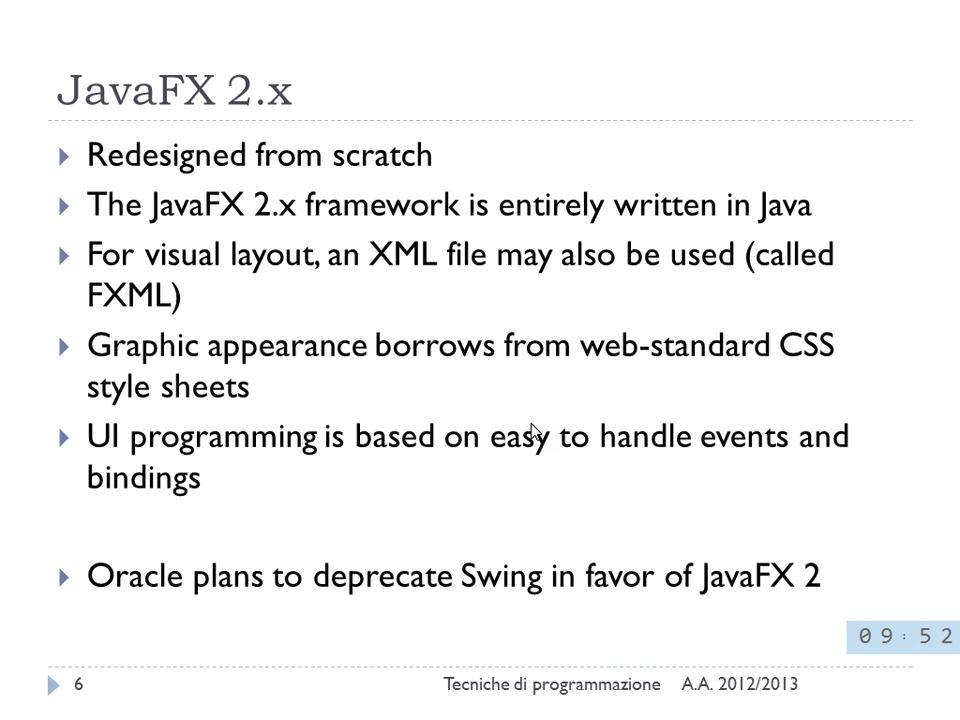 JavaFX 2.x
Redesigned from scratch
The JavaFX 2.x framework is entirely written in Java
For visual layout, an XML file may also be used (called
FXML)
Graphic appearance borrows from web-standard CSS
style sheets
UI programming is based on easy to handle events and
bindings
Oracle plans to deprecate Swing in favor of JavaFX 2
09:52
6 Tecniche di programmazione A.A. 2012/2013